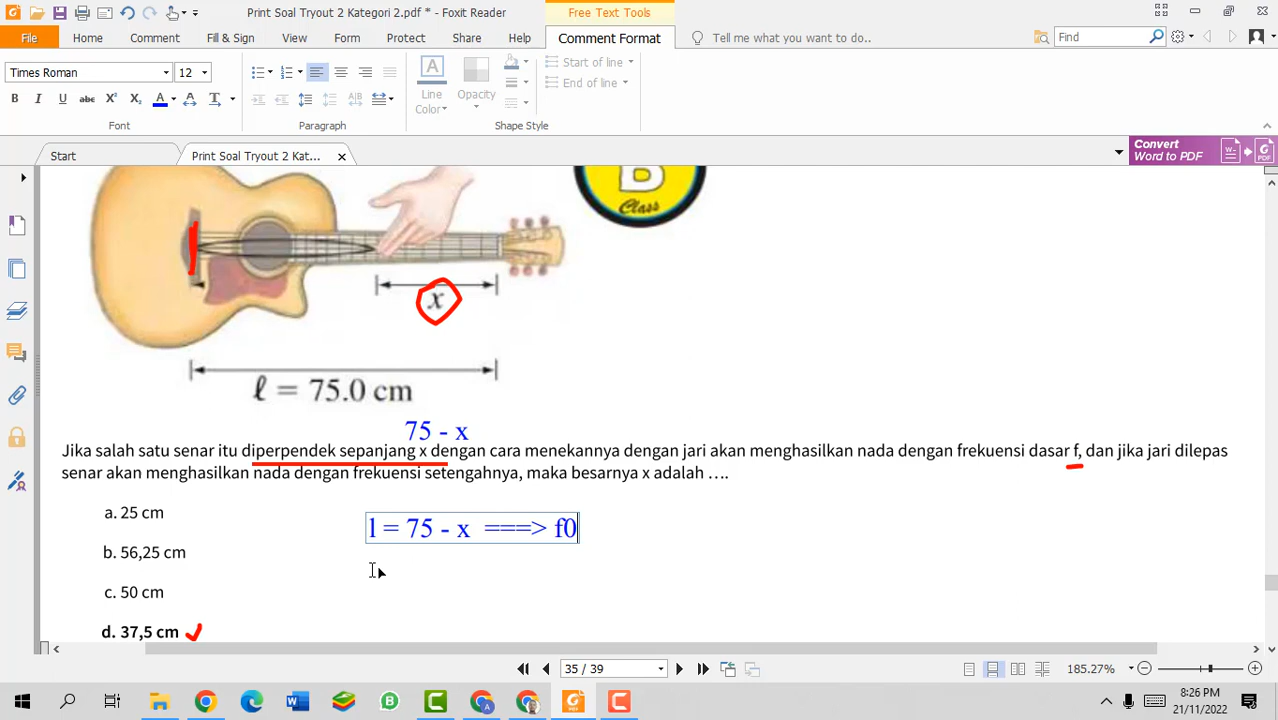 Print Soal Tryout 2 Kategori 2.pdf * - Foxit Reader
Free Text Tools
File
Home
Comment
Fill & Sign
View
Form
Protect
Share
Help
Comment Format
Tell me what you want to do..
Find
Times Roman
12
Line Color
Opacity
Start of line
End of line
Font
Paragraph
Shape Style
Start
Print Soal Tryout 2 Kat...
Convert
Word to PDF
B
Class
x
ℓ = 75.0 cm
75 - x
Jika salah satu senar itu diperpendek sepanjang x dengan cara menekannya dengan jari akan menghasilkan nada dengan frekuensi dasar f, dan jika jari dilepas
senar akan menghasilkan nada dengan frekuensi setengahnya, maka besarnya x adalah ….
a. 25 cm
l = 75 - x ===> f0
b. 56,25 cm
c. 50 cm
d. 37,5 cm
35 / 39
185.27%
8:26 PM
21/11/2022